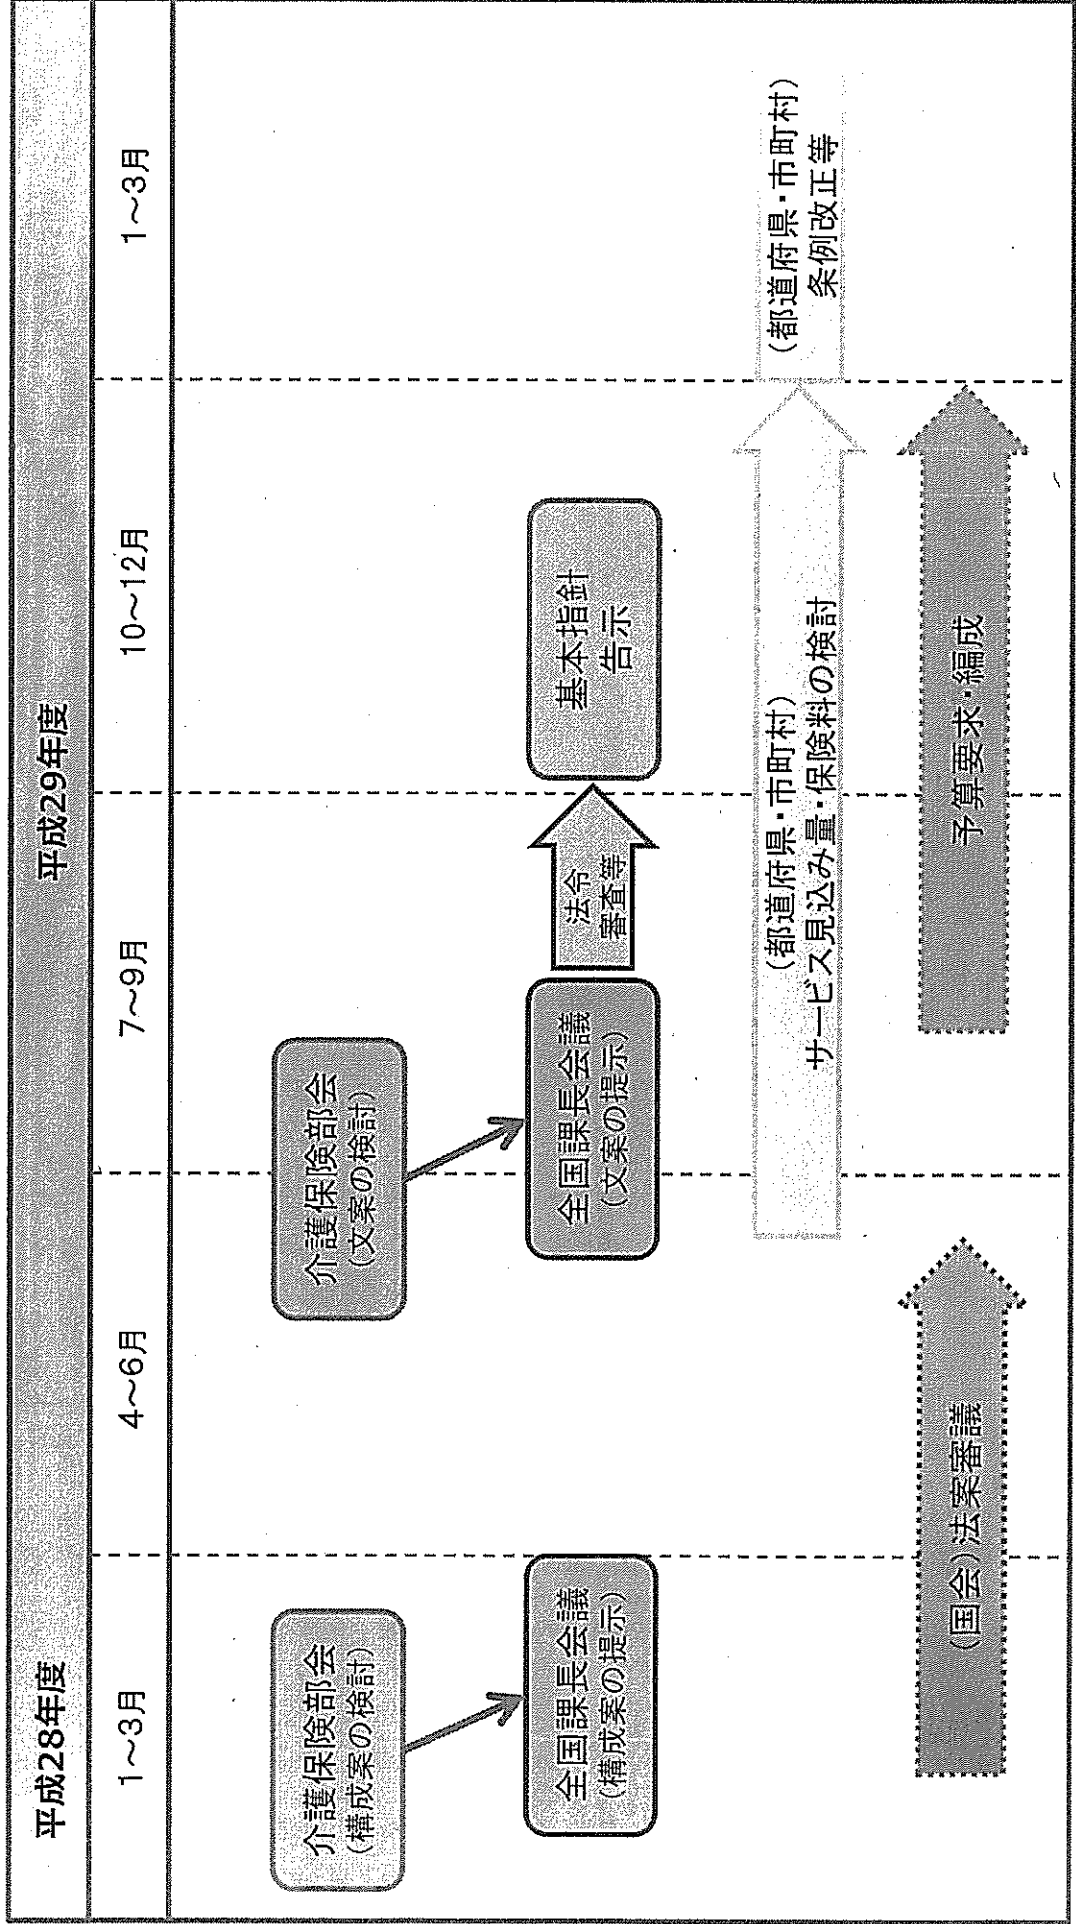 平成28年度
平成29年度
1～3月
4～6月
7～9月
10～12月
1～3月
介護保険部会
(構成案の検討)
介護保険部会
(文案の検討)
全国課長会議
(構成案の提示)
全国課長会議
(文案の提示)
法令
審査等
基本指針
告示
(都道府県・市町村)
サービス見込み量・保険料の検討
(都道府県・市町村)
条例改正等
(国会)法案審議
予算要求・編成